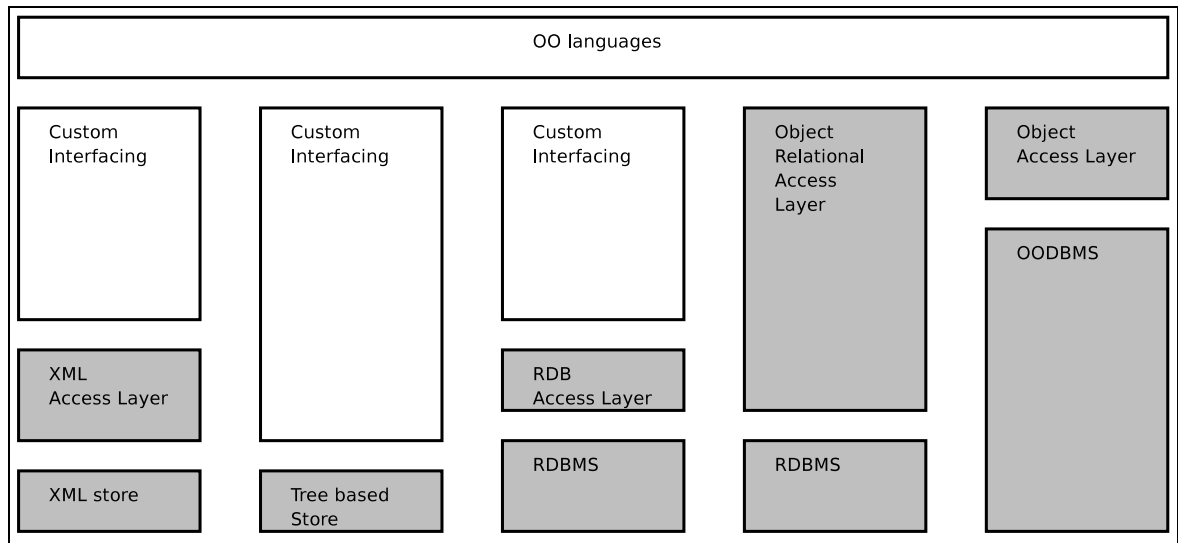 OO languages
Custom
Interfacing
Custom
Interfacing
Custom
Interfacing
Object
Relational
Access
Layer
Object
Access Layer
OODBMS
XML
Access Layer
RDB
Access Layer
RDBMS
RDBMS
XML store
Tree based
Store